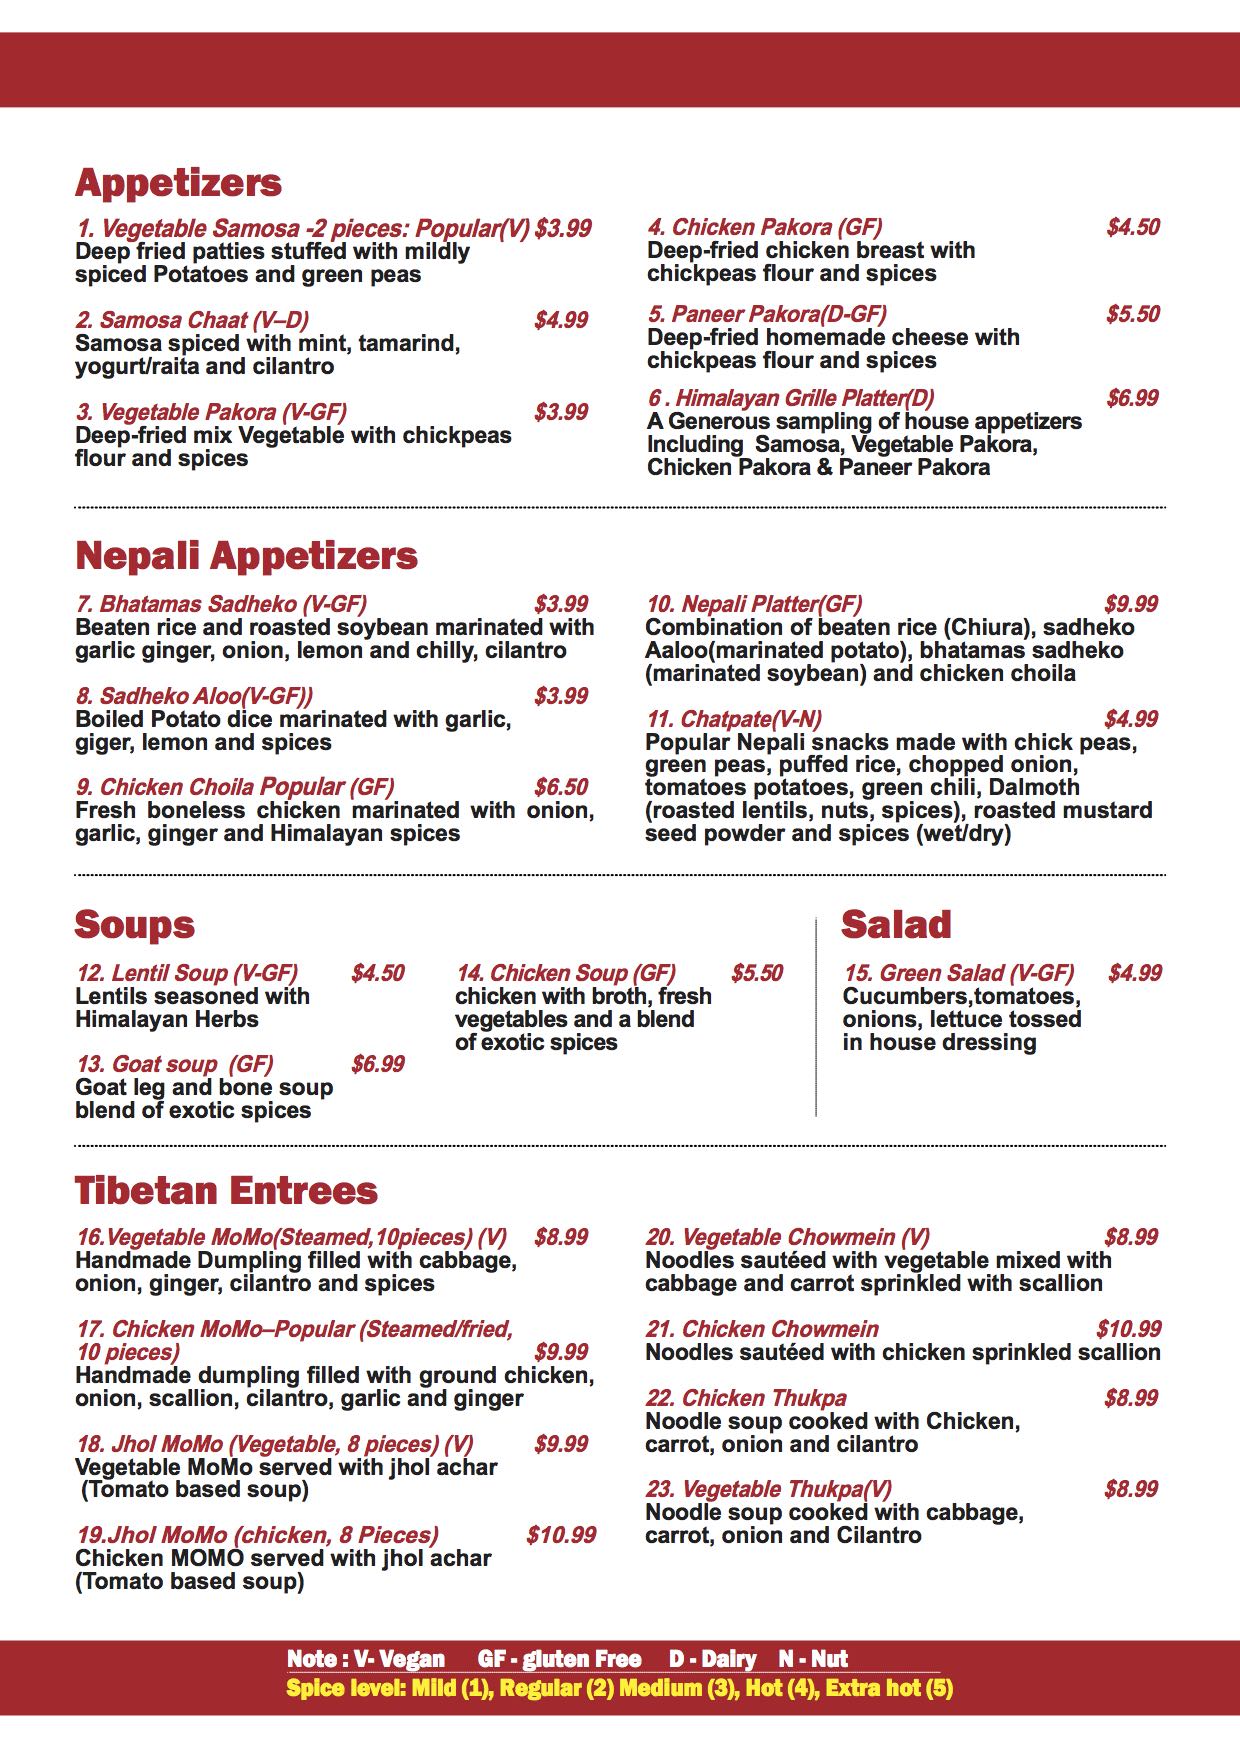 Appetizers
1. Vegetable Samosa -2 pieces: Popular(V) $3.99
Deep fried patties stuffed with mildly
spiced Potatoes and green peas
2. Samosa Chaat (V–D) $4.99
Samosa spiced with mint, tamarind,
yogurt/raita and cilantro
3. Vegetable Pakora (V-GF) $3.99
Deep-fried mix Vegetable with chickpeas
flour and spices
4. Chicken Pakora (GF) $4.50
Deep-fried chicken breast with
chickpeas flour and spices
5. Paneer Pakora(D-GF) $5.50
Deep-fried homemade cheese with
chickpeas flour and spices
6 . Himalayan Grille Platter(D) $6.99
A Generous sampling of house appetizers
Including Samosa, Vegetable Pakora,
Chicken Pakora & Paneer Pakora
Nepali Appetizers
7. Bhatamas Sadheko (V-GF) $3.99
Beaten rice and roasted soybean marinated with
garlic ginger, onion, lemon and chilly, cilantro
8. Sadheko Aloo(V-GF)) $3.99
Boiled Potato dice marinated with garlic,
giger, lemon and spices
9. Chicken Choila Popular (GF) $6.50
Fresh boneless chicken marinated with onion,
garlic, ginger and Himalayan spices
10. Nepali Platter(GF) $9.99
Combination of beaten rice (Chiura), sadheko
Aaloo(marinated potato), bhatamas sadheko
(marinated soybean) and chicken choila
11. Chatpate(V-N) $4.99
Popular Nepali snacks made with chick peas,
green peas, puffed rice, chopped onion,
tomatoes potatoes, green chili, Dalmoth
(roasted lentils, nuts, spices), roasted mustard
seed powder and spices (wet/dry)
Soups
12. Lentil Soup (V-GF) $4.50
Lentils seasoned with
Himalayan Herbs
13. Goat soup (GF) $6.99
Goat leg and bone soup
blend of exotic spices
14. Chicken Soup (GF) $5.50
chicken with broth, fresh
vegetables and a blend
of exotic spices
Salad
15. Green Salad (V-GF) $4.99
Cucumbers,tomatoes,
onions, lettuce tossed
in house dressing
Tibetan Entrees
16.Vegetable MoMo(Steamed,10pieces) (V) $8.99
Handmade Dumpling filled with cabbage,
onion, ginger, cilantro and spices
17. Chicken MoMo–Popular (Steamed/fried,
10 pieces) $9.99
Handmade dumpling filled with ground chicken,
onion, scallion, cilantro, garlic and ginger
18. Jhol MoMo (Vegetable, 8 pieces) (V) $9.99
Vegetable MoMo served with jhol achar
(Tomato based soup)
19.Jhol MoMo (chicken, 8 Pieces) $10.99
Chicken MOMO served with jhol achar
(Tomato based soup)
20. Vegetable Chowmein (V) $8.99
Noodles sautéed with vegetable mixed with
cabbage and carrot sprinkled with scallion
21. Chicken Chowmein $10.99
Noodles sautéed with chicken sprinkled scallion
22. Chicken Thukpa $8.99
Noodle soup cooked with Chicken,
carrot, onion and cilantro
23. Vegetable Thukpa(V) $8.99
Noodle soup cooked with cabbage,
carrot, onion and Cilantro
Note : V- Vegan GF - gluten Free D - Dairy N - Nut
Spice level: Mild (1), Regular (2) Medium (3), Hot (4), Extra hot (5)